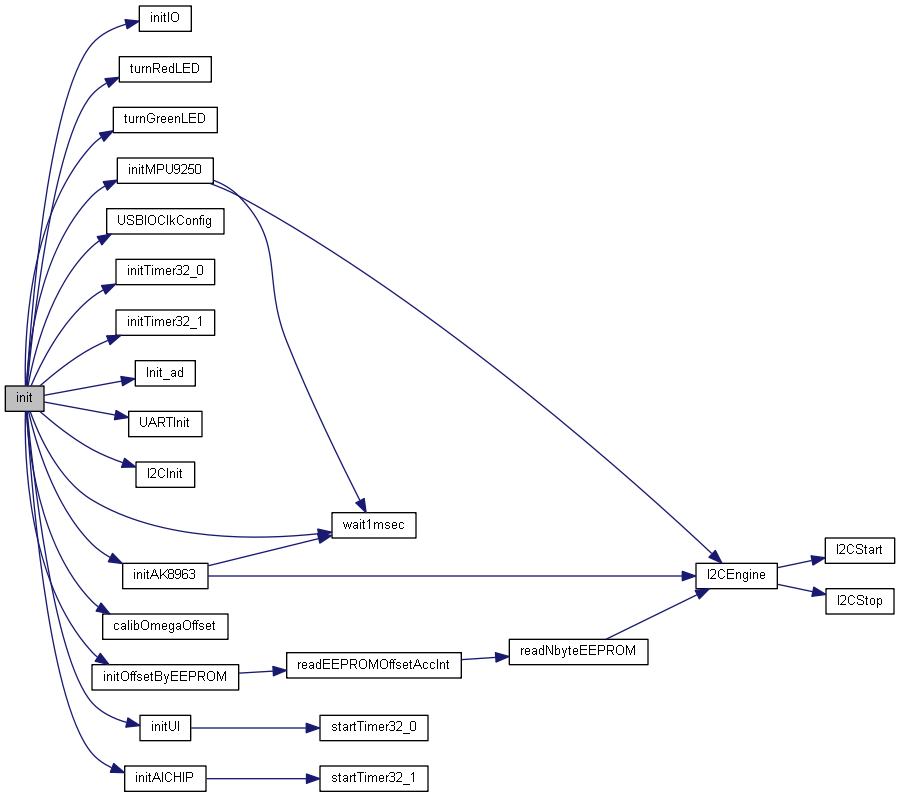 initIO
turnRedLED
turnGreenLED
initMPU9250
USBIOClkConfig
initTimer32_0
initTimer32_1
Init_ad
init
UARTInit
I2CInit
wait1msec
I2CStart
initAK8963
I2CEngine
I2CStop
calibOmegaOffset
readNbyteEEPROM
readEEPROMOffsetAccInt
initOffsetByEEPROM
initUI
startTimer32_0
initAICHIP
startTimer32_1